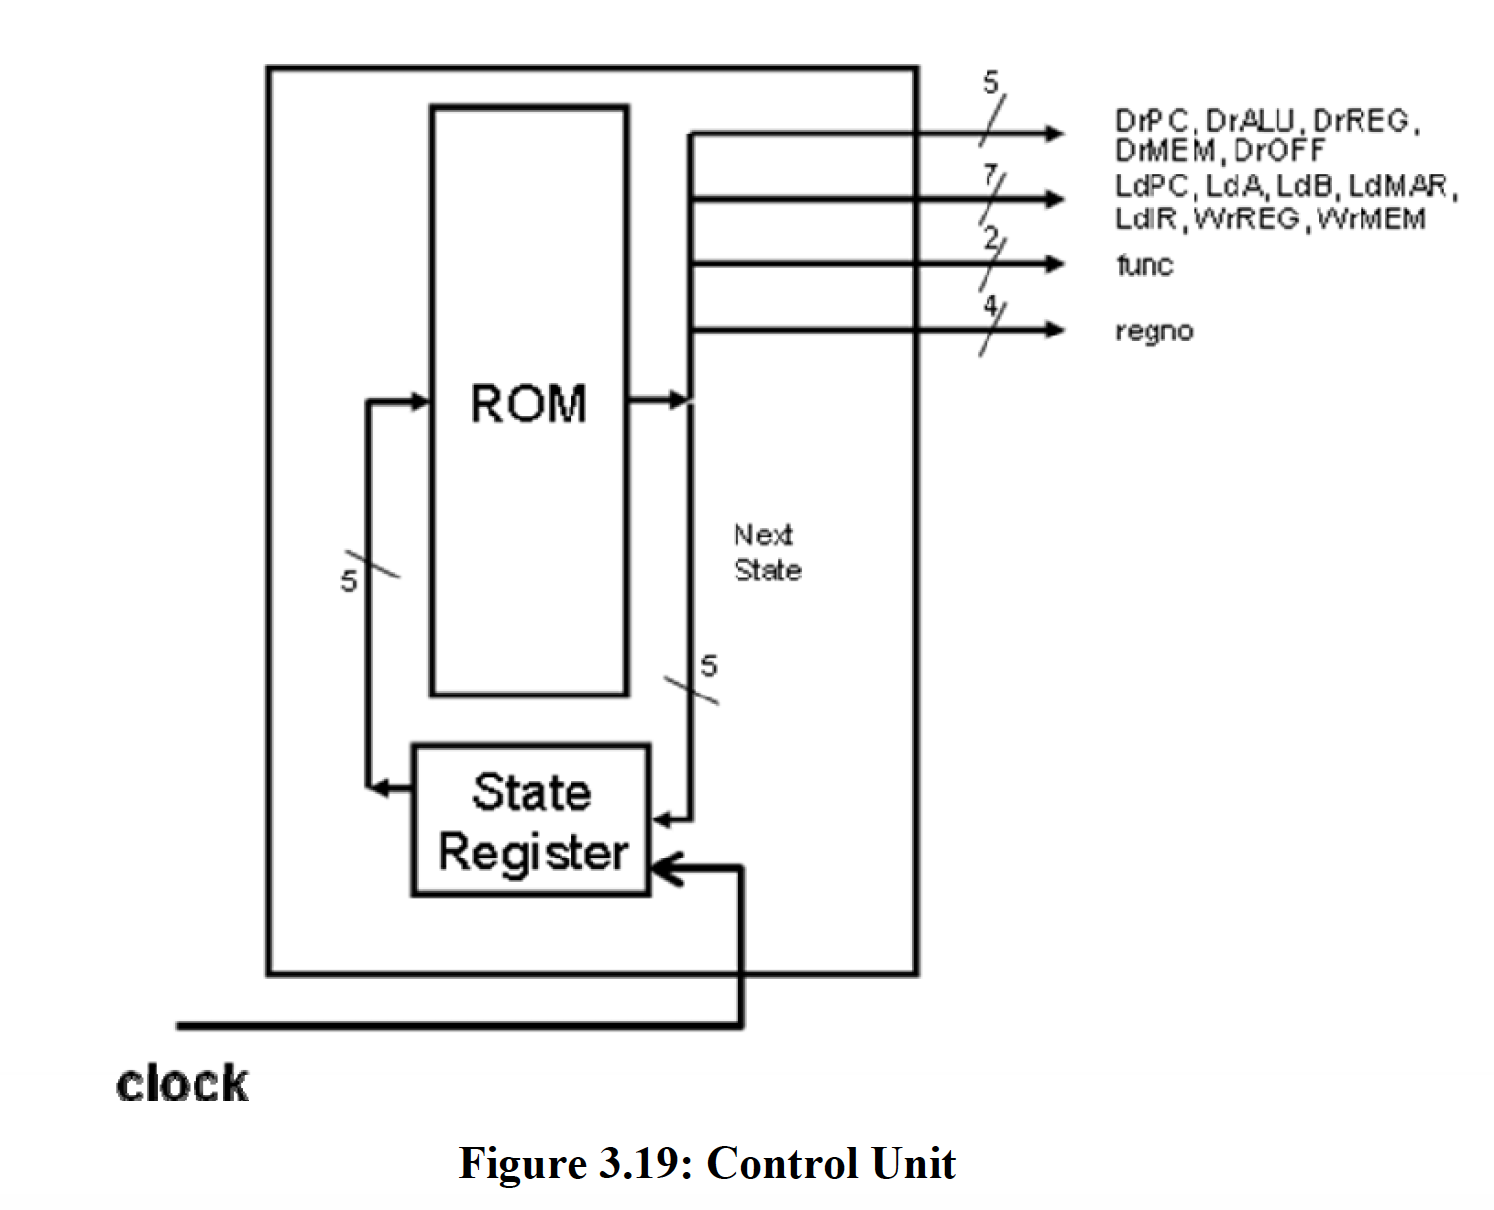 5
DrPC, DrALU, DrREG,
DrMEM, DrOFF
7
LdPC, LdA, LdB, LdMAR,
LdIR, WrREG, WrMEM
2
func
4
regno
ROM
Next
State
5
5
State
Register
clock
Figure 3.19: Control Unit